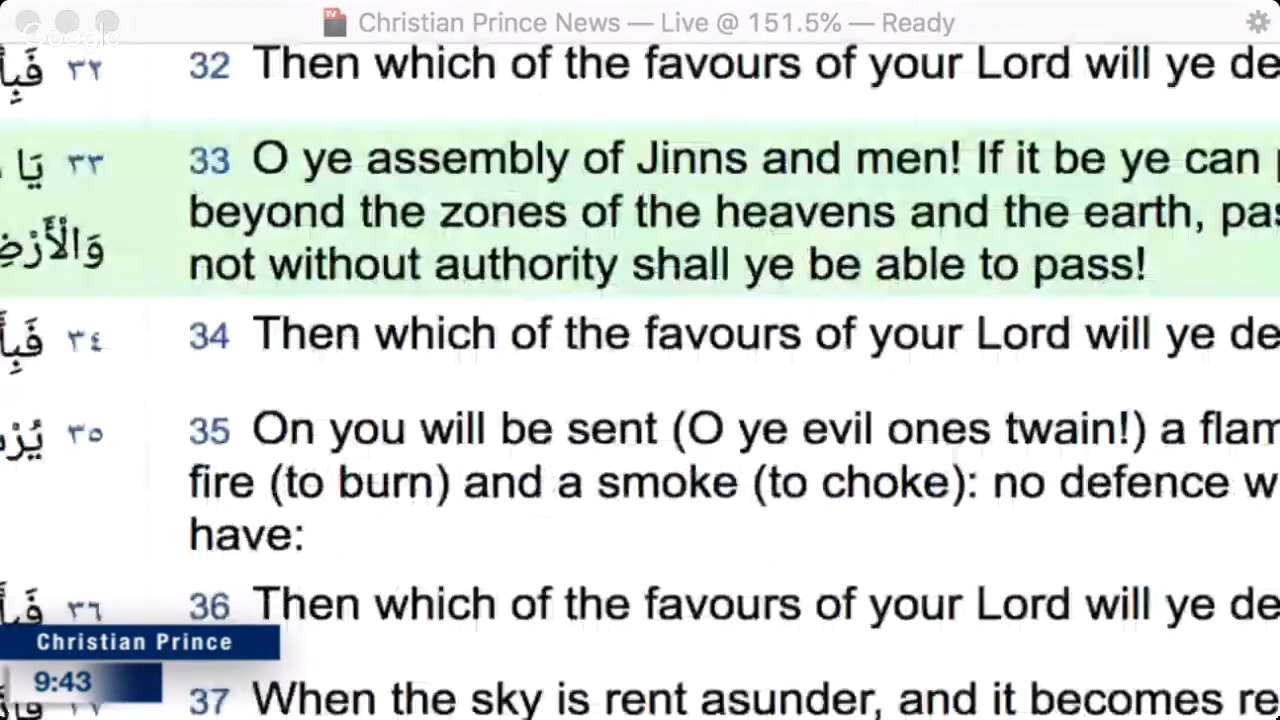 Christian Prince News — Live @ 151.5% — Ready
Google
32 Then which of the favours of your Lord will ye de
٣٢
33 O ye assembly of Jinns and men! If it be ye can
يَا ٣٣
beyond the zones of the heavens and the earth, pas
not without authority shall ye be able to pass!
34 Then which of the favours of your Lord will ye de
٣٤
35 On you will be sent (O ye evil ones twain!) a flam
٣٥
fire (to burn) and a smoke (to choke): no defence w
have:
36 Then which of the favours of your Lord will ye de
٣٦
Christian Prince
9:43
37 When the sky is rent asunder, and it becomes re